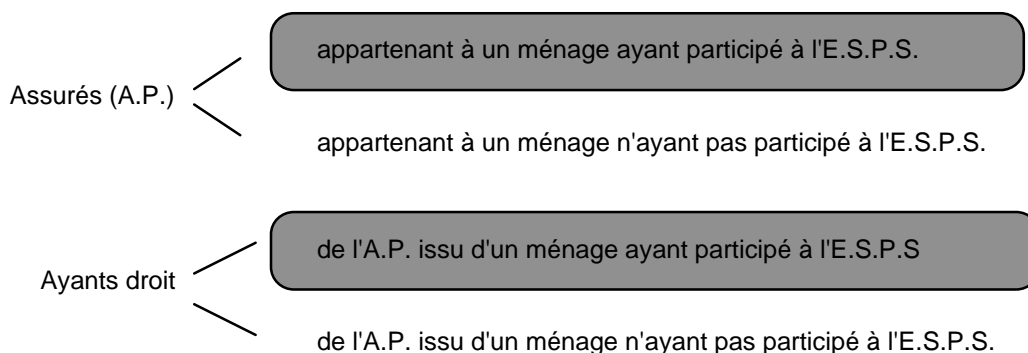 appartenant à un ménage ayant participé à l'E.S.P.S.
Assurés (A.P.)
appartenant à un ménage n'ayant pas participé à l'E.S.P.S.
de l'A.P. issu d'un ménage ayant participé à l'E.S.P.S
Ayants droit
de l'A.P. issu d'un ménage n'ayant pas participé à l'E.S.P.S.